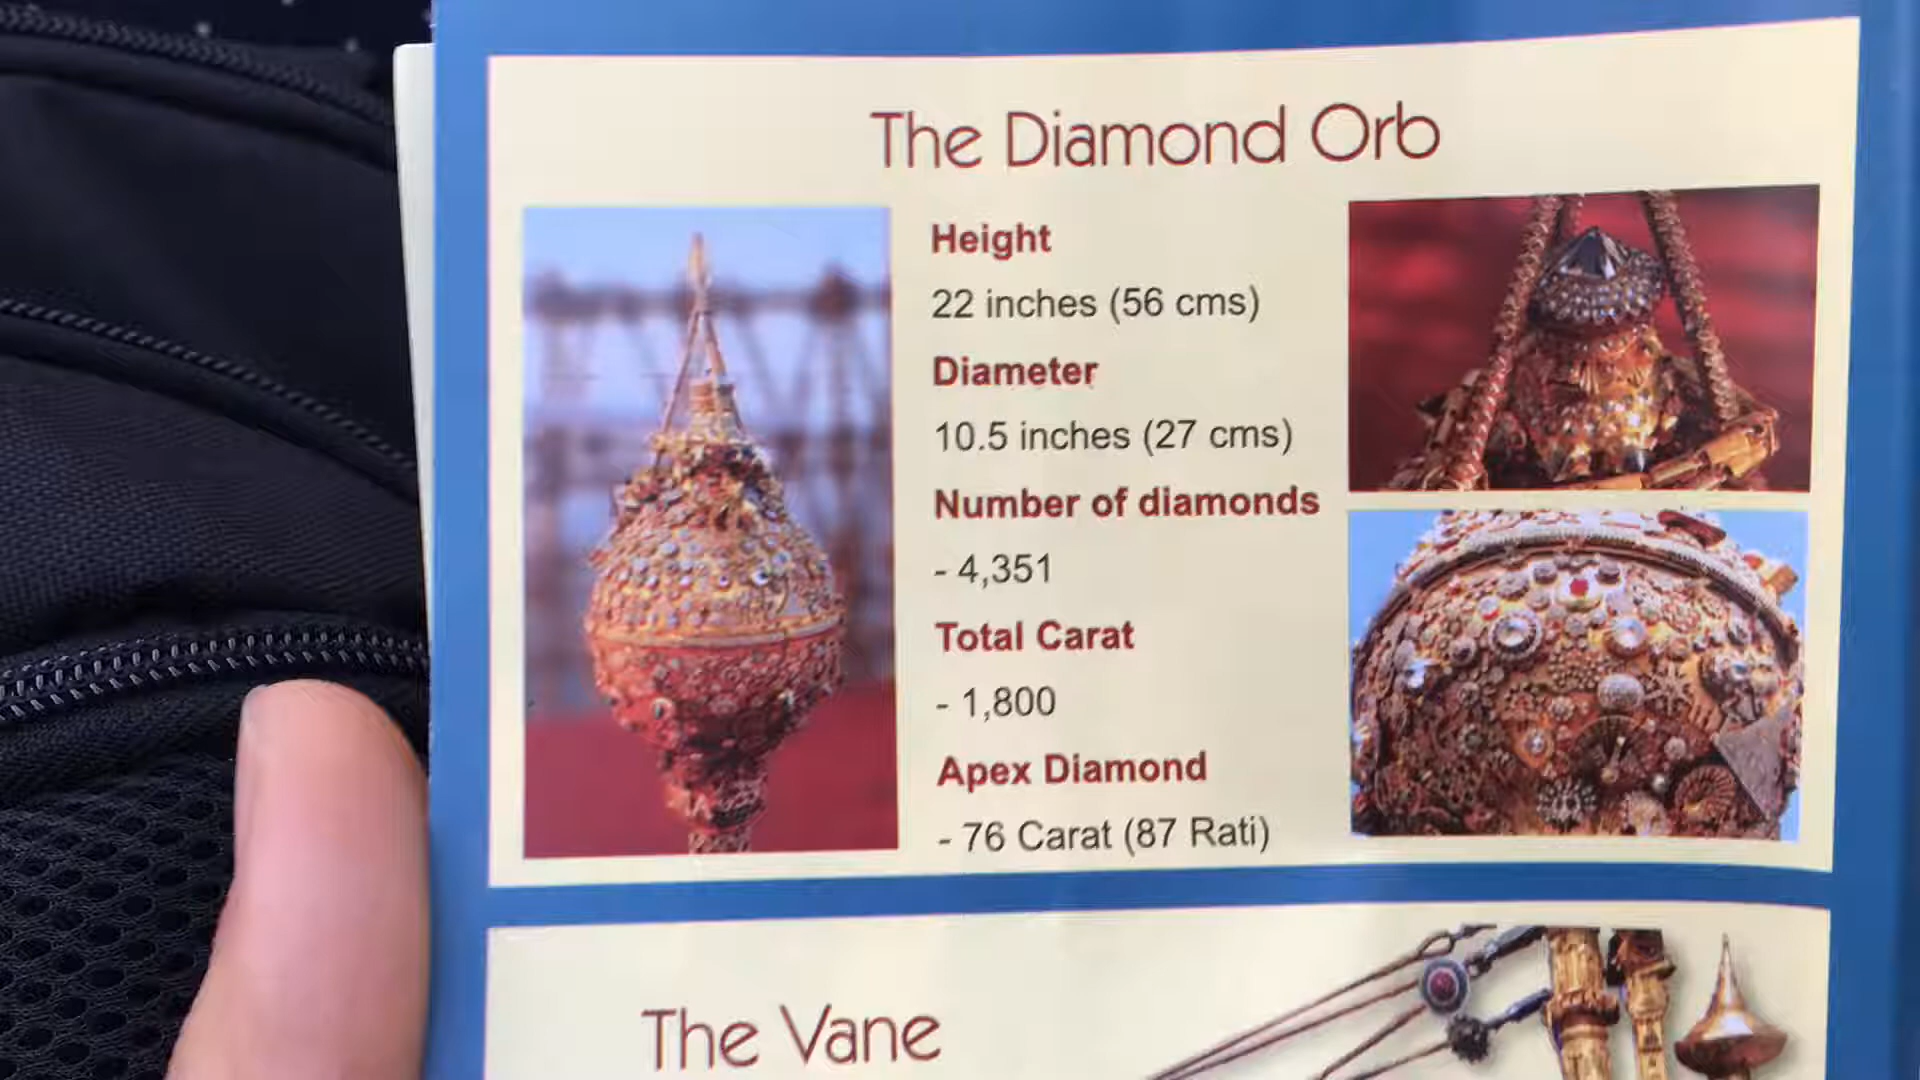 The Diamond Orb
Height
22 inches (56 cms)
Diameter
10.5 inches (27 cms)
Number of diamonds
- 4,351
Total Carat
- 1,800
Apex Diamond
- 76 Carat (87 Rati)
The Vane